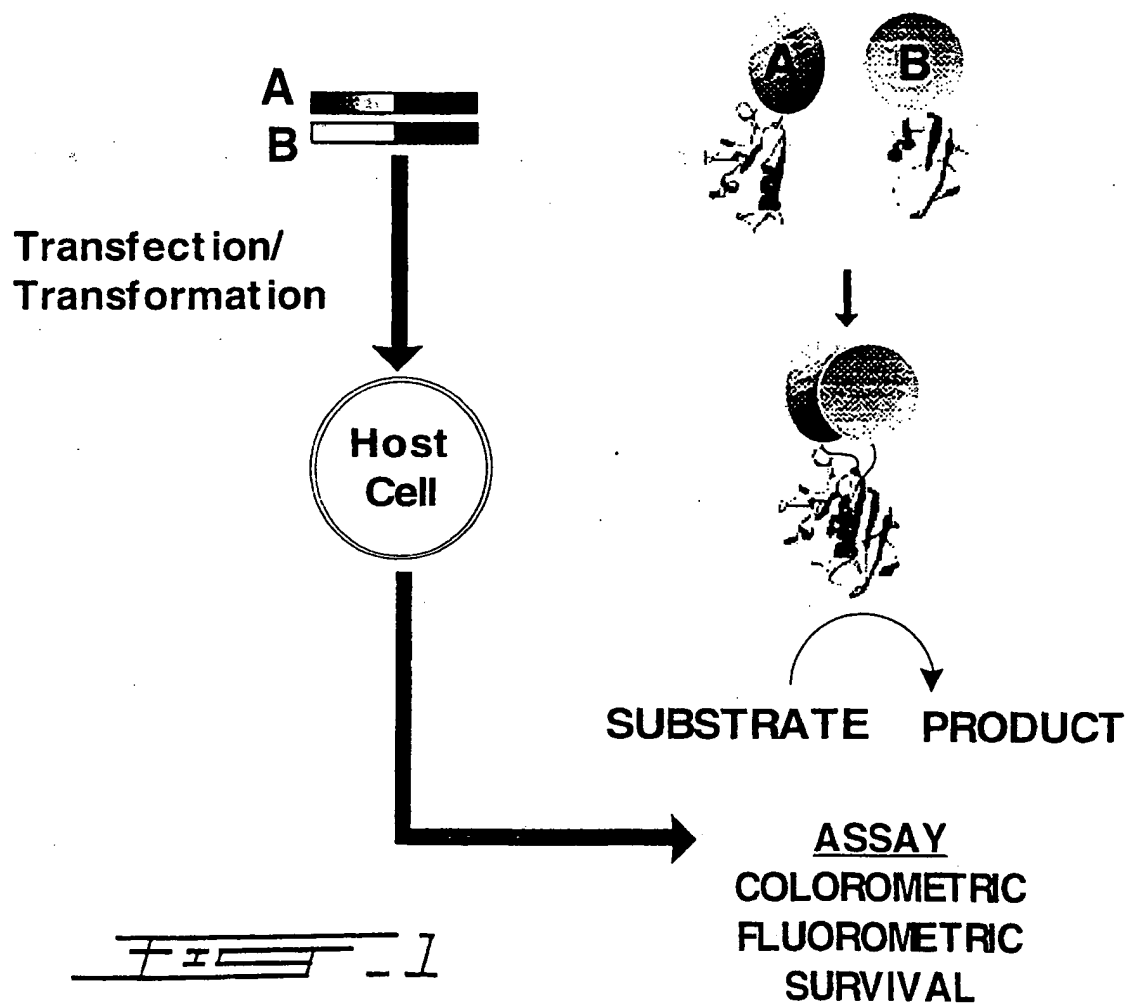 A
B
Transfection/
Transformation
Host
Cell
A
B
SUBSTRATE PRODUCT
ASSAY
COLOROMETRIC
FLUOROMETRIC
SURVIVAL